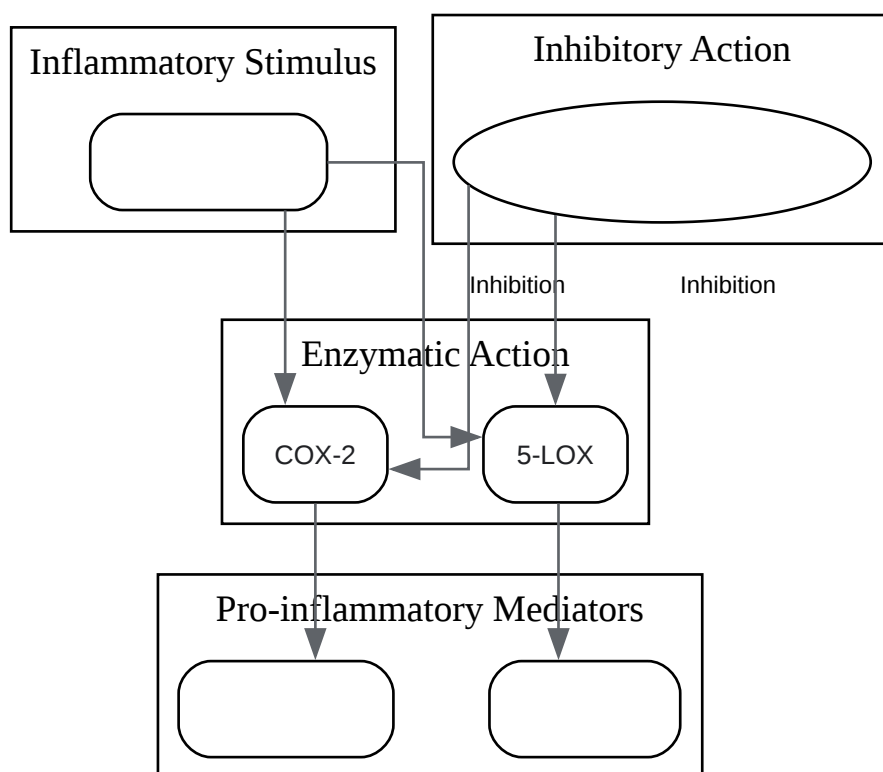 Inflammatory Stimulus
Inhibitory Action
Inhibition
Inhibition
Enzymatic Action
COX-2
5-LOX
Pro-inflammatory Mediators